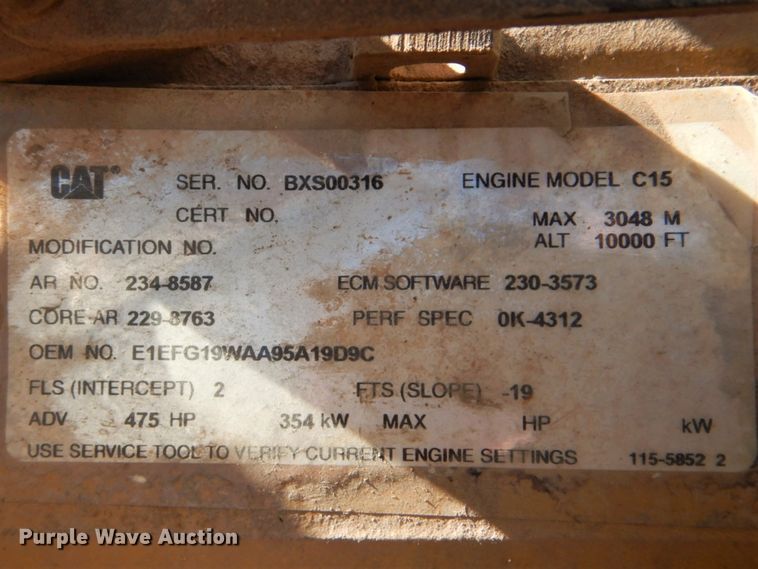 CAT® SER. NO. BXS00316 ENGINE MODEL C15
CERT NO. MAX 3048 M
MODIFICATION NO. ALT 10000 FT
AR NO. 234-8587 ECM SOFTWARE 230-3573
CORE AR 229-8763 PERF SPEC 0K-4312
OEM NO. E1EFG19WAA95A19D9C
FLS (INTERCEPT) 2 FTS (SLOPE) -19
ADV 475 HP 354 kW MAX HP kW
USE SERVICE TOOL TO VERIFY CURRENT ENGINE SETTINGS 115-5852 2
Purple Wave Auction